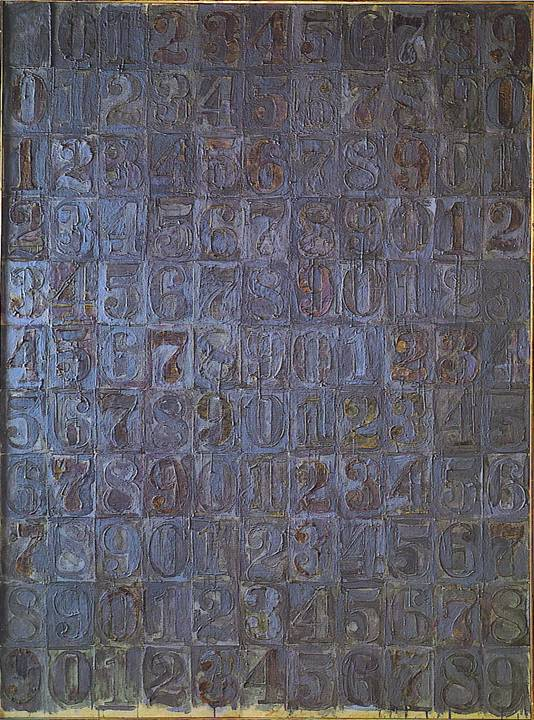 0 1 2 3 4 5 6 7 8 9
0 1 2 3 4 5 6 7 8 9 0
1 2 3 4 5 6 7 8 9 0 1
2 3 4 5 6 7 8 9 0 1 2
3 4 5 6 7 8 9 0 1 2 3
4 5 6 7 8 9 0 1 2 3 4
5 6 7 8 9 0 1 2 3 4 5
6 7 8 9 0 1 2 3 4 5 6
7 8 9 0 1 2 3 4 5 6 7
8 9 0 1 2 3 4 5 6 7 8
9 0 1 2 3 4 5 6 7 8 9